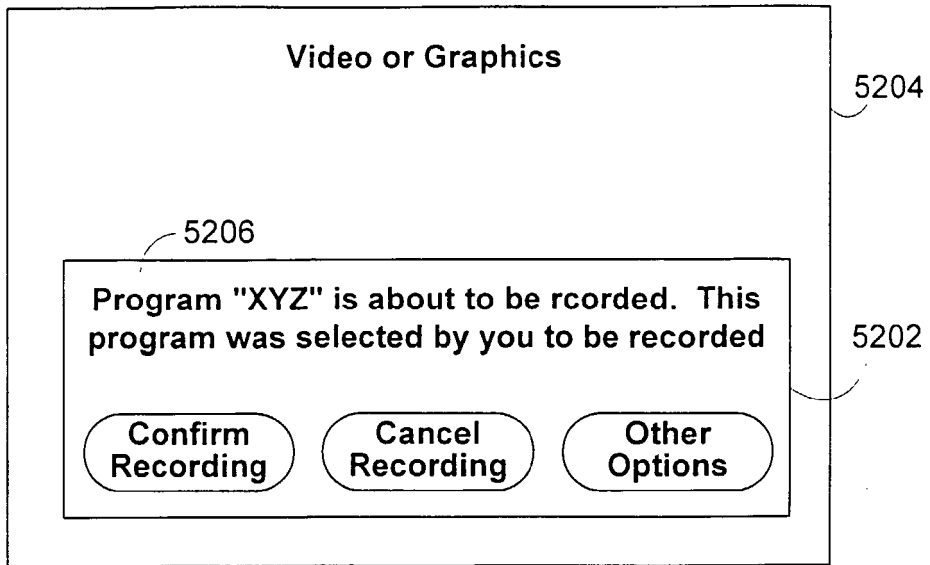 Video or Graphics
5204
5206
Program "XYZ" is about to be rcorded. This
program was selected by you to be recorded
5202
Confirm
Recording
Cancel
Recording
Other
Options